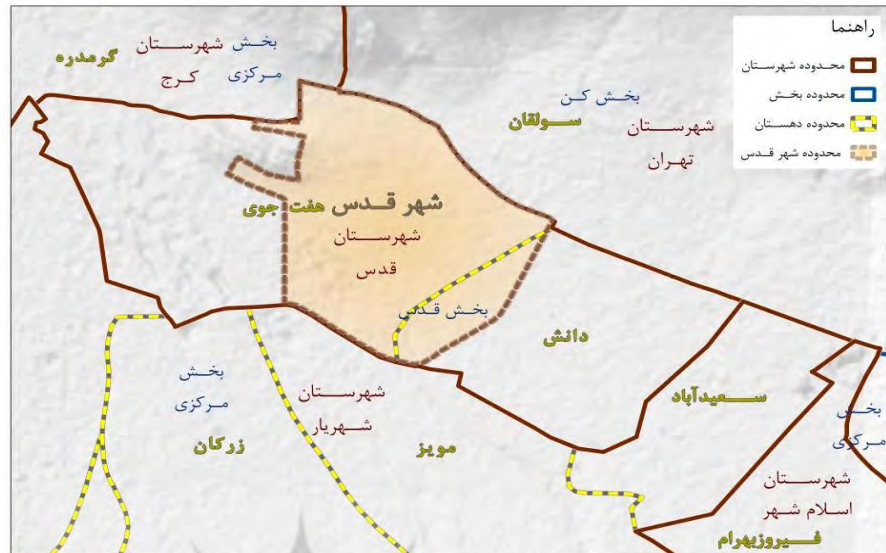 راهنما
محدوده شهرستان
محدوده بخش
محدوده دهستان
محدوده شهر قدس
گرمدره
شهرستان
کرج
بخش
مرکزی
بخش کن
سولقان
شهرستان
تهران
شهر قدس
هفت جوی
شهرستان
قدس
بخش قدس
دانش
سعیدآباد
بخش
مرکزی
بخش
مرکزی
زرکان
شهرستان
شهریار
مویز
شهرستان
اسلام شهر
فیروزبهرام